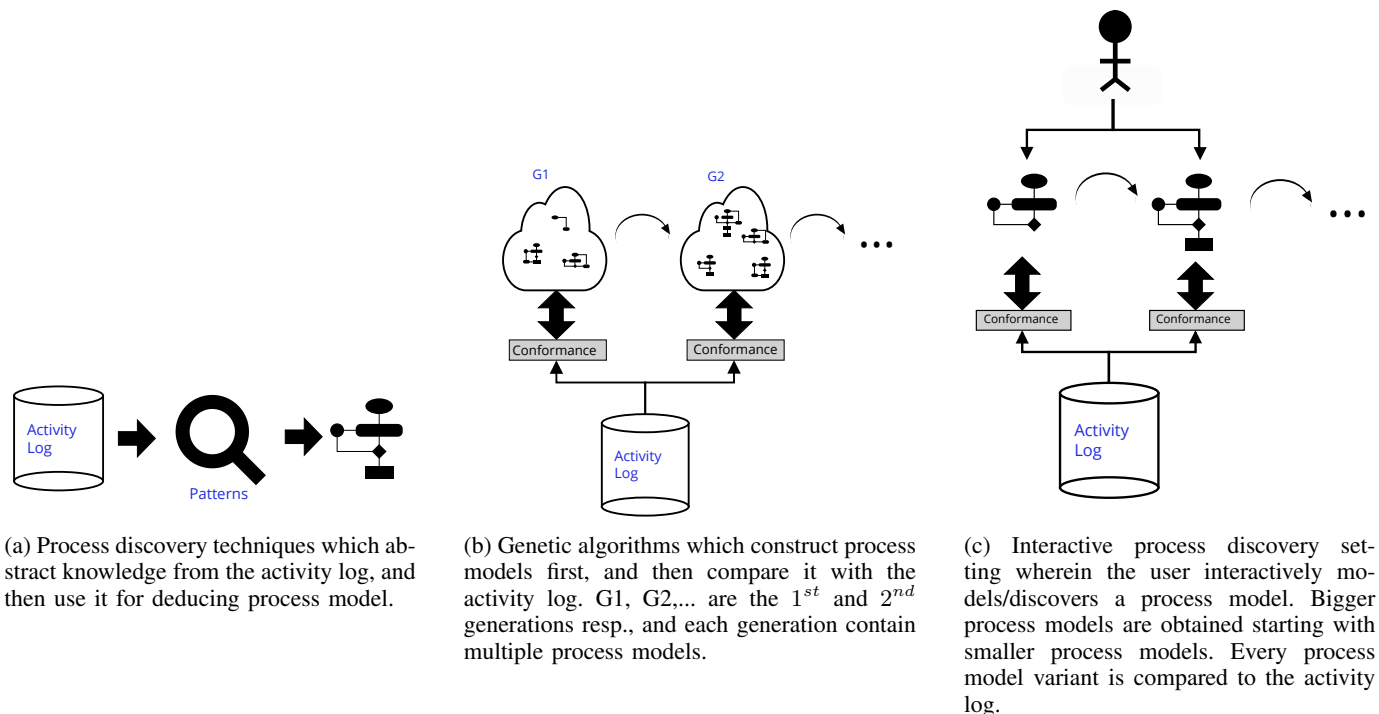 Activity
Log
Patterns
(a) Process discovery techniques which ab-
stract knowledge from the activity log, and
then use it for deducing process model.
G1
G2
Conformance
Conformance
Activity
Log
(b) Genetic algorithms which construct process
models first, and then compare it with the
activity log. G1, G2,... are the 1st and 2nd
generations resp., and each generation contain
multiple process models.
Conformance
Conformance
Activity
Log
(c) Interactive process discovery set-
ting wherein the user interactively mo-
dels/discovers a process model. Bigger
process models are obtained starting with
smaller process models. Every process
model variant is compared to the activity
log.